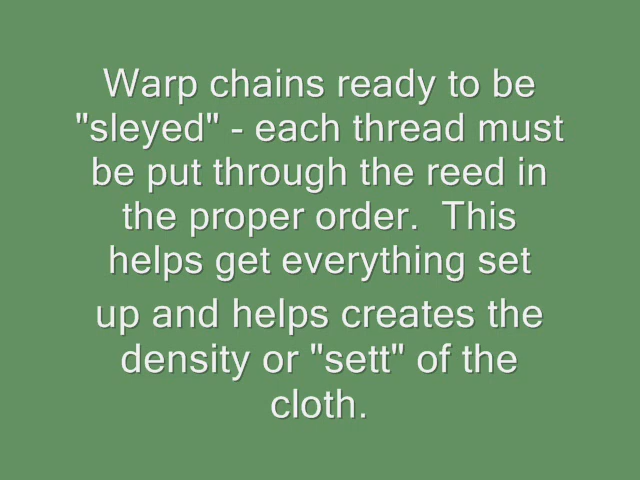 Warp chains ready to be
"sleyed" - each thread must
be put through the reed in
the proper order.  This
helps get everything set
up and helps creates the
density or "sett" of the
cloth.